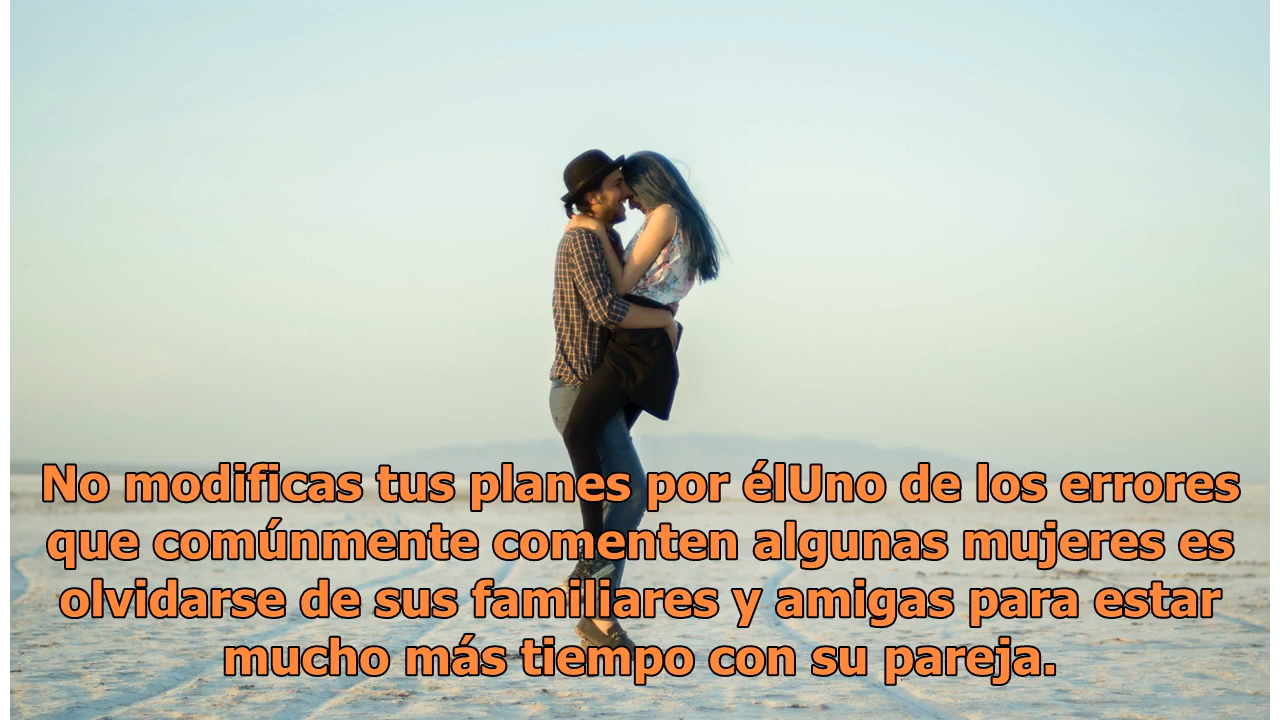 No modificas tus planes por élUno de los errores
que comúnmente comenten algunas mujeres es
olvidarse de sus familiares y amigas para estar
mucho más tiempo con su pareja.